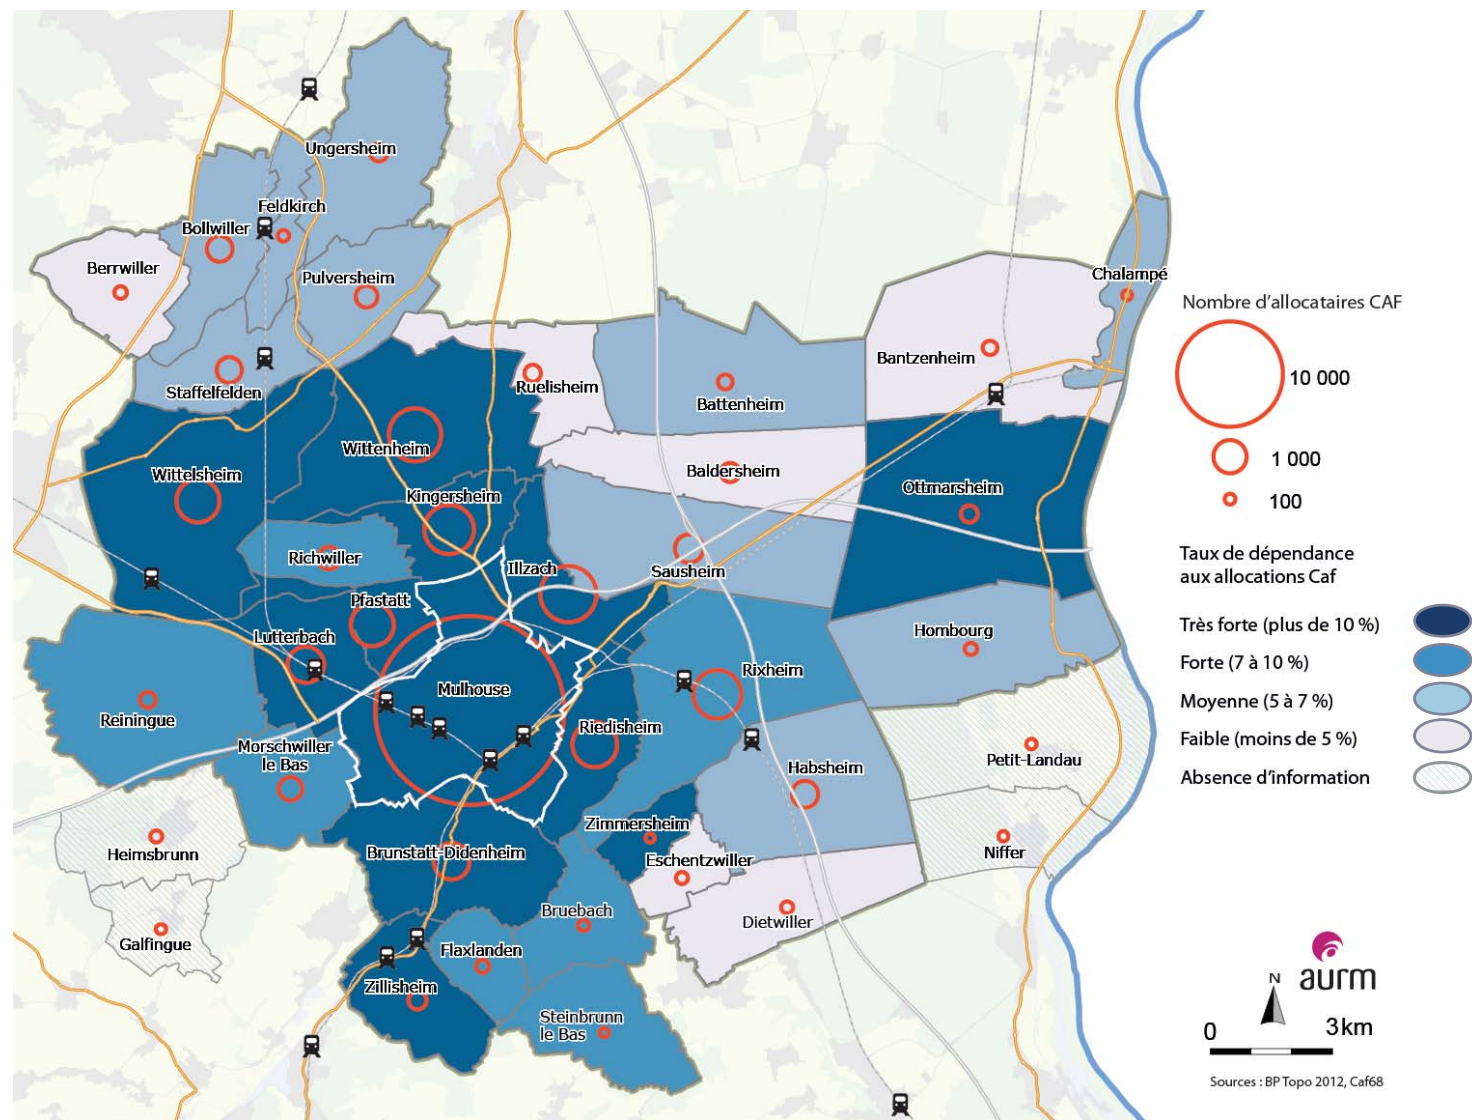 Ungersheim
Feldkirch
Bollwiller
Berrwiller
Pulversheim
Chalampé
Bantzenheim
Staffelfelden
Ruelisheim
Battenheim
Wittenheim
Wittelsheim
Baldersheim
Kingersheim
Ottmarsheim
Richwiller
Illzach
Sausheim
Pfastatt
Lutterbach
Hombourg
Rixheim
Mulhouse
Reiningue
Riedisheim
Morschwiller
le Bas
Petit-Landau
Habsheim
Zimmersheim
Heimsbrunn
Brunstatt-Didenheim
Eschentzwiller
Niffer
Bruebach
Dietwiller
Galfingue
Flaxlanden
Zillisheim
Steinbrunn
le Bas
Nombre d'allocataires CAF
10 000
1 000
100
Taux de dépendance
aux allocations Caf
Très forte (plus de 10 %)
Forte (7 à 10 %)
Moyenne (5 à 7 %)
Faible (moins de 5 %)
Absence d'information
aurm
N
0 3 km
Sources : BP Topo 2012, Caf68